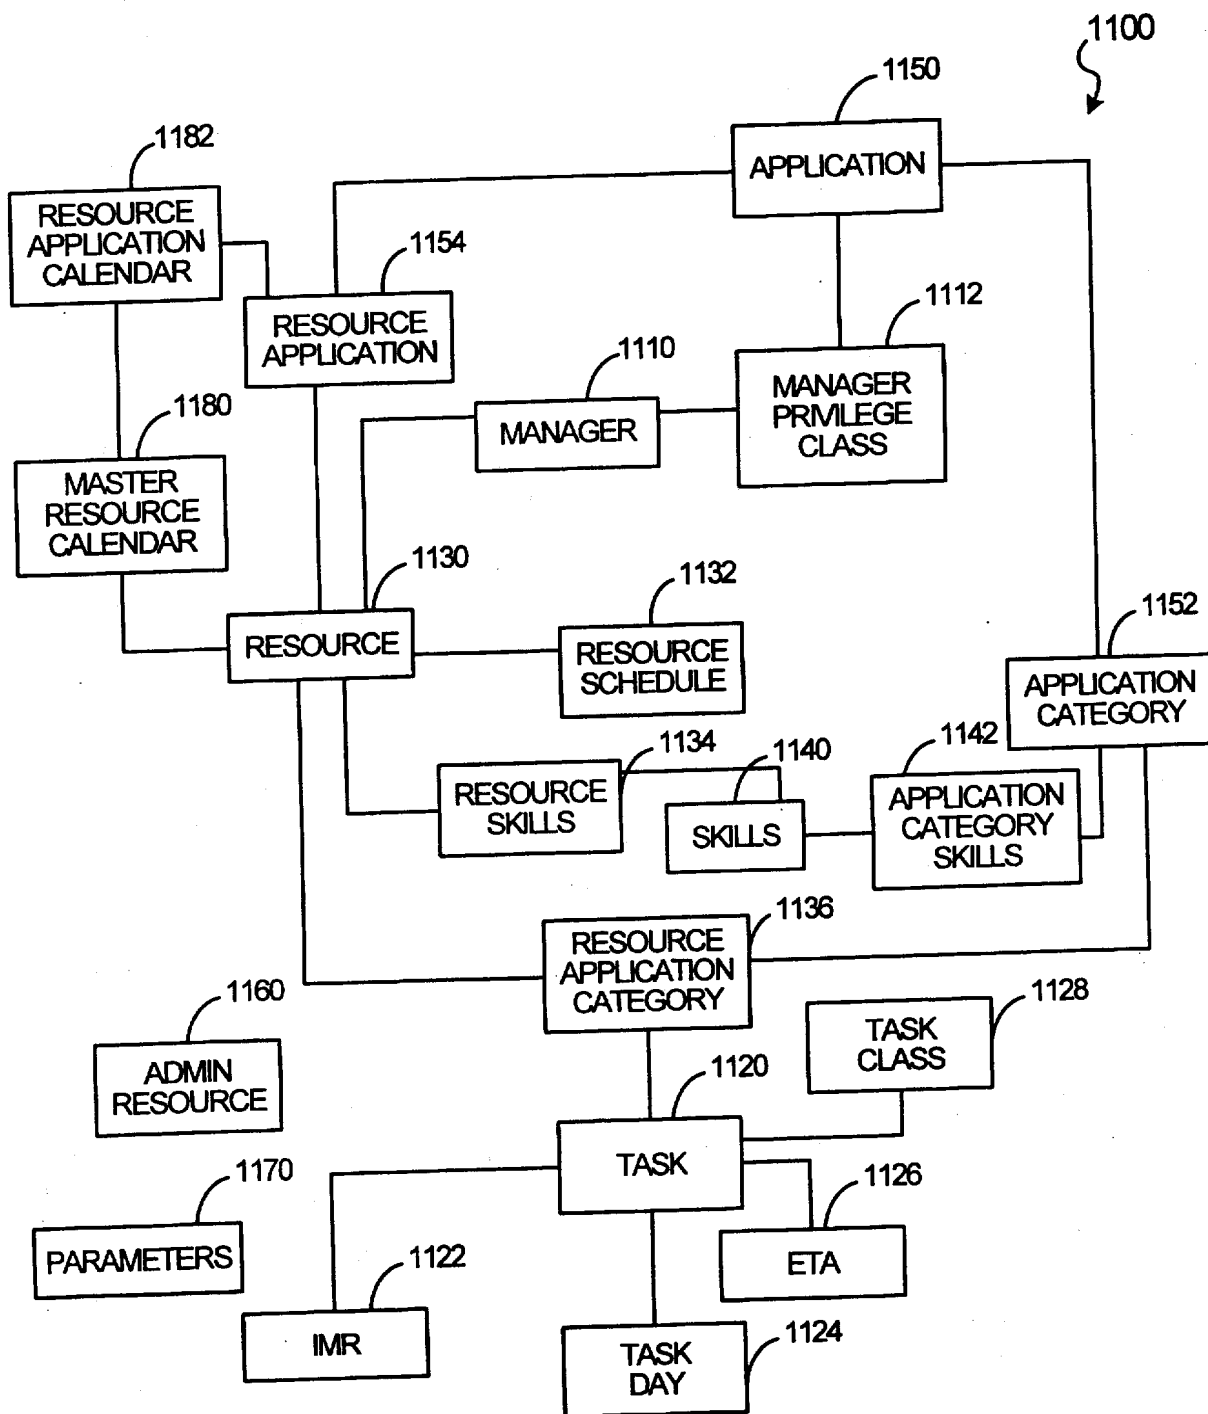 1100
1150
APPLICATION
1182
RESOURCE
APPLICATION
CALENDAR
1154
RESOURCE
APPLICATION
1112
MANAGER
PRIVILEGE
CLASS
1110
MANAGER
1180
MASTER
RESOURCE
CALENDAR
1130
RESOURCE
1132
RESOURCE
SCHEDULE
1152
APPLICATION
CATEGORY
1134
RESOURCE
SKILLS
1140
SKILLS
1142
APPLICATION
CATEGORY
SKILLS
1136
RESOURCE
APPLICATION
CATEGORY
1160
ADMIN
RESOURCE
1128
TASK
CLASS
1120
TASK
1170
PARAMETERS
1126
ETA
1122
IMR
1124
TASK
DAY